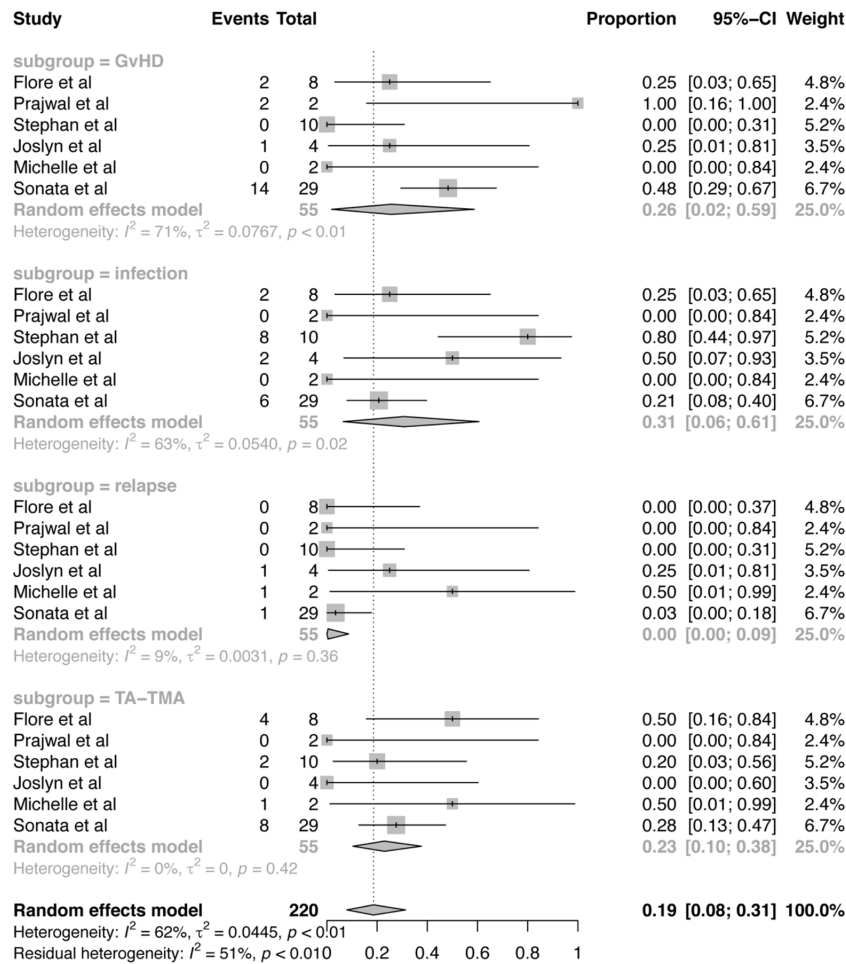 Study Events Total Proportion 95%−CI Weight
subgroup = GvHD
Flore et al 2 8 0.25 [0.03; 0.65] 4.8%
Prajwal et al 2 2 1.00 [0.16; 1.00] 2.4%
Stephan et al 0 10 0.00 [0.00; 0.31] 5.2%
Joslyn et al 1 4 0.25 [0.01; 0.81] 3.5%
Michelle et al 0 2 0.00 [0.00; 0.84] 2.4%
Sonata et al 14 29 0.48 [0.29; 0.67] 6.7%
Random effects model 55 0.26 [0.02; 0.59] 25.0%
Heterogeneity: I² = 71%, τ² = 0.0767, p < 0.01
subgroup = infection
Flore et al 2 8 0.25 [0.03; 0.65] 4.8%
Prajwal et al 0 2 0.00 [0.00; 0.84] 2.4%
Stephan et al 8 10 0.80 [0.44; 0.97] 5.2%
Joslyn et al 2 4 0.50 [0.07; 0.93] 3.5%
Michelle et al 0 2 0.00 [0.00; 0.84] 2.4%
Sonata et al 6 29 0.21 [0.08; 0.40] 6.7%
Random effects model 55 0.31 [0.06; 0.61] 25.0%
Heterogeneity: I² = 63%, τ² = 0.0540, p = 0.02
subgroup = relapse
Flore et al 0 8 0.00 [0.00; 0.37] 4.8%
Prajwal et al 0 2 0.00 [0.00; 0.84] 2.4%
Stephan et al 0 10 0.00 [0.00; 0.31] 5.2%
Joslyn et al 1 4 0.25 [0.01; 0.81] 3.5%
Michelle et al 1 2 0.50 [0.01; 0.99] 2.4%
Sonata et al 1 29 0.03 [0.00; 0.18] 6.7%
Random effects model 55 0.00 [0.00; 0.09] 25.0%
Heterogeneity: I² = 9%, τ² = 0.0031, p = 0.36
subgroup = TA−TMA
Flore et al 4 8 0.50 [0.16; 0.84] 4.8%
Prajwal et al 0 2 0.00 [0.00; 0.84] 2.4%
Stephan et al 2 10 0.20 [0.03; 0.56] 5.2%
Joslyn et al 0 4 0.00 [0.00; 0.60] 3.5%
Michelle et al 1 2 0.50 [0.01; 0.99] 2.4%
Sonata et al 8 29 0.28 [0.13; 0.47] 6.7%
Random effects model 55 0.23 [0.10; 0.38] 25.0%
Heterogeneity: I² = 0%, τ² = 0, p = 0.42
Random effects model 220 0.19 [0.08; 0.31] 100.0%
Heterogeneity: I² = 62%, τ² = 0.0445, p < 0.01
Residual heterogeneity: I² = 51%, p < 0.01 0 0.2 0.4 0.6 0.8 1